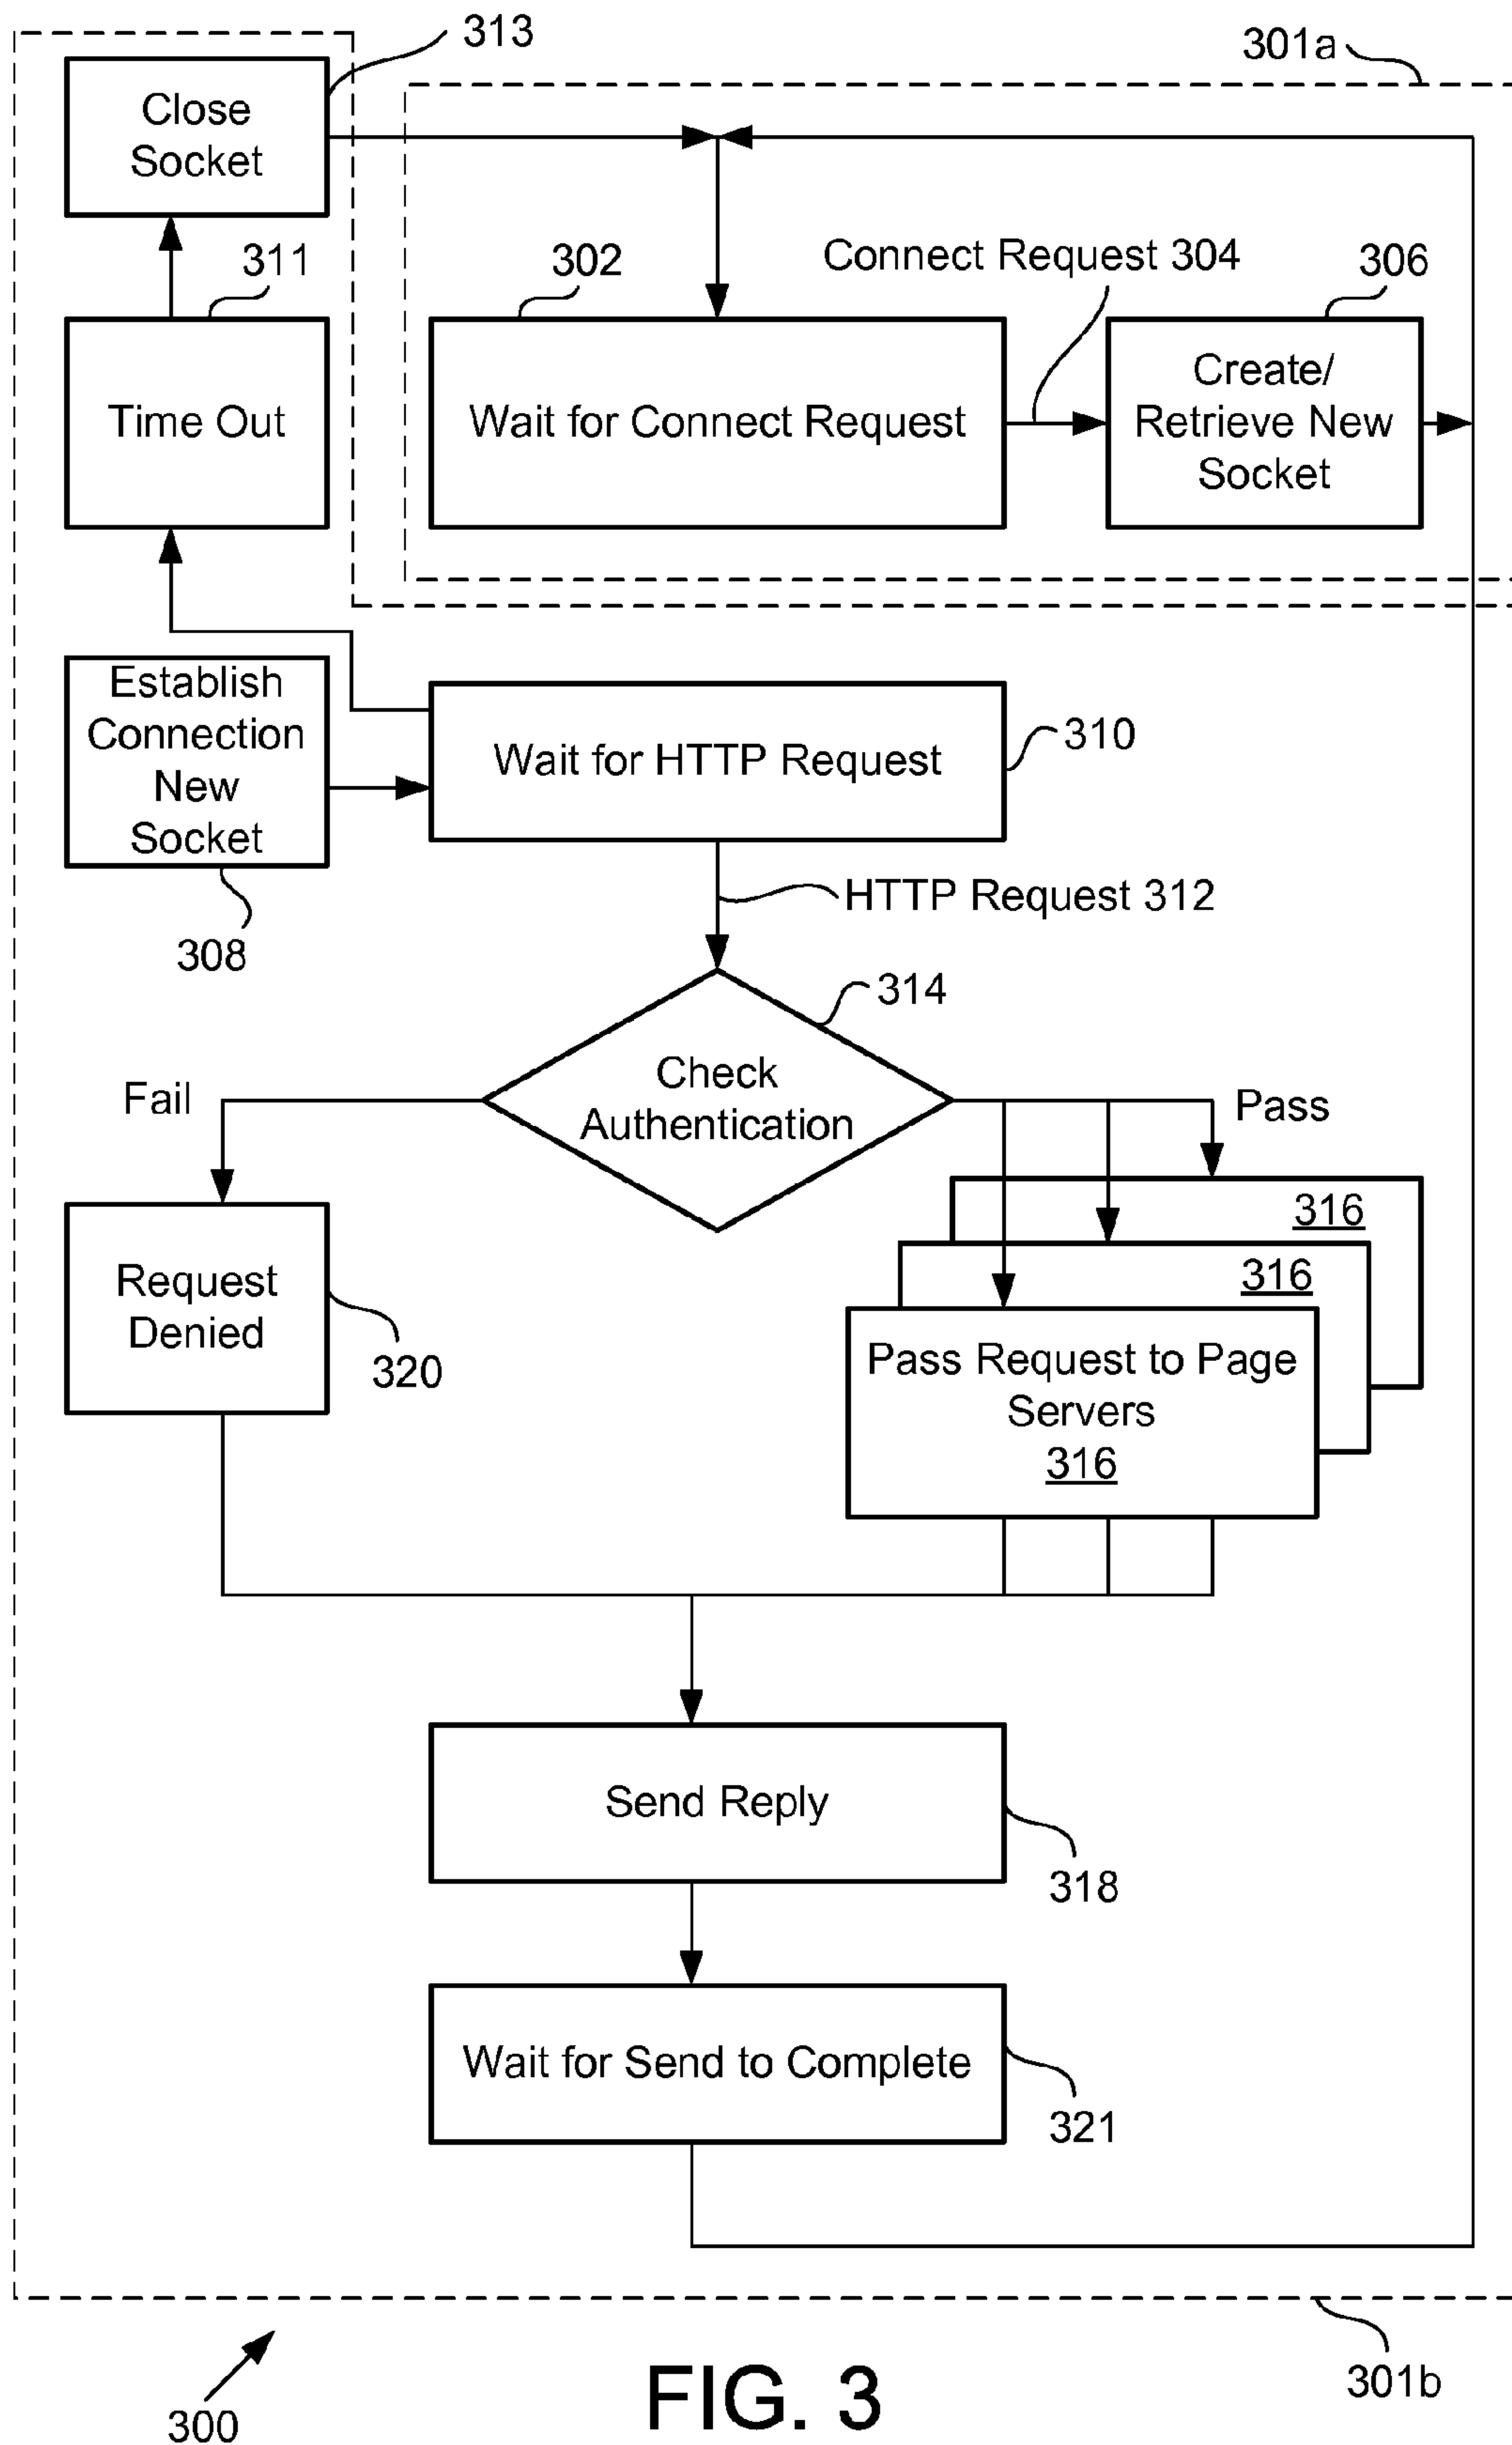 313
301a
Close
Socket
311
302
Connect Request 304
306
Time Out
Wait for Connect Request
Create/
Retrieve New
Socket
Establish
Connection
New
Socket
308
Wait for HTTP Request
310
HTTP Request 312
314
Check
Authentication
Fail
Pass
Request
Denied
320
316
316
Pass Request to Page
Servers
316
Send Reply
318
Wait for Send to Complete
321
301b
300
FIG. 3